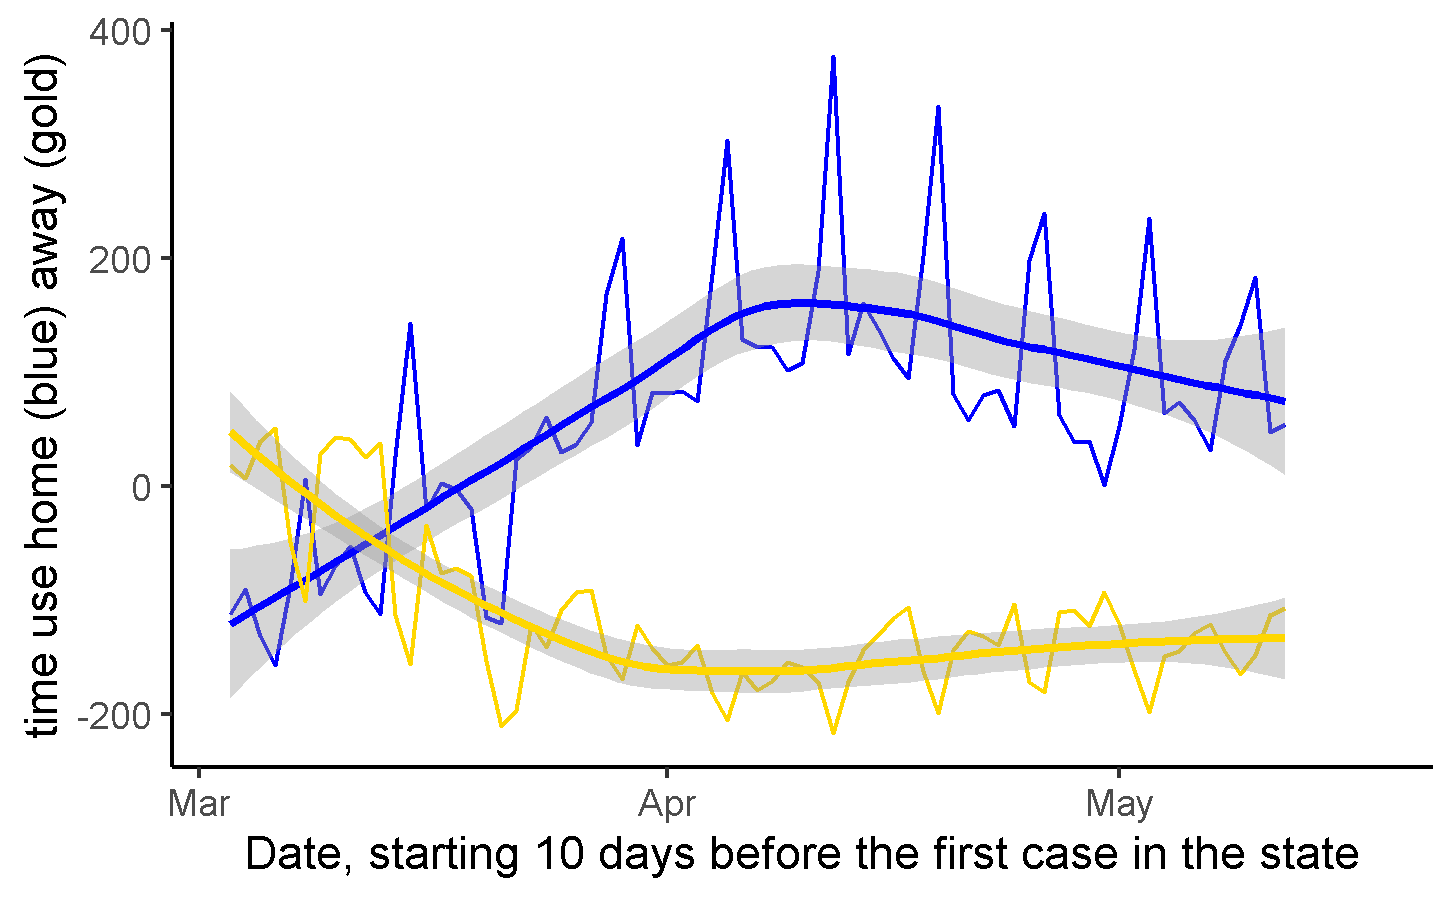 time use home (blue) away (gold)
400
200
0
-200
Mar
Apr
May
Date, starting 10 days before the first case in the state